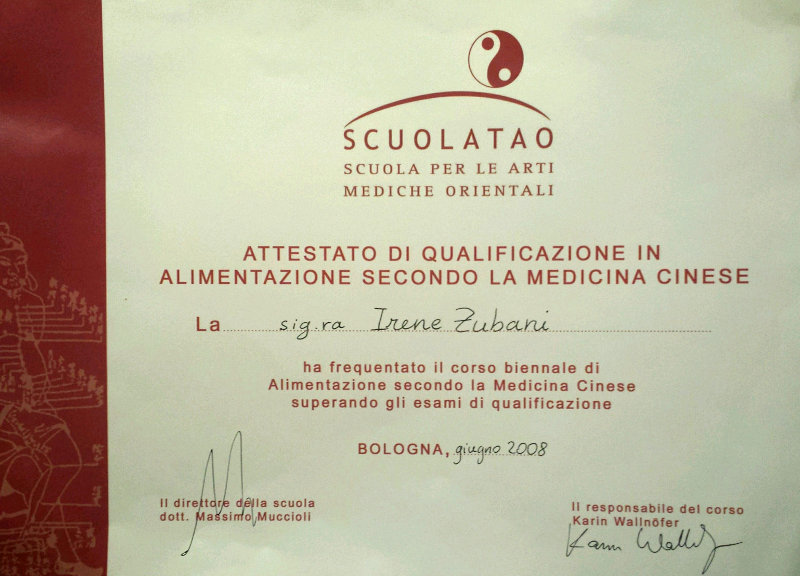 SCUOLATAO
SCUOLA PER LE ARTI
MEDICHE ORIENTALI
ATTESTATO DI QUALIFICAZIONE IN
ALIMENTAZIONE SECONDO LA MEDICINA CINESE
La sig.ra Irene Zubani
ha frequentato il corso biennale di
Alimentazione secondo la Medicina Cinese
superando gli esami di qualificazione
BOLOGNA, giugno 2008
Il direttore della scuola
dott. Massimo Muccioli
Il responsabile del corso
Karin Wallnöfer
Karin